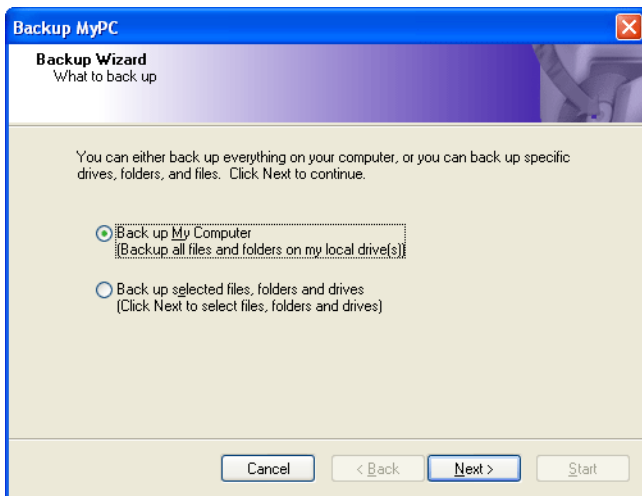 Backup MyPC
Backup Wizard
What to back up
You can either back up everything on your computer, or you can back up specific
drives, folders, and files.  Click Next to continue.
Back up My Computer
(Backup all files and folders on my local drive(s))
Back up selected files, folders and drives
(Click Next to select files, folders and drives)
Cancel
< Back
Next >
Start